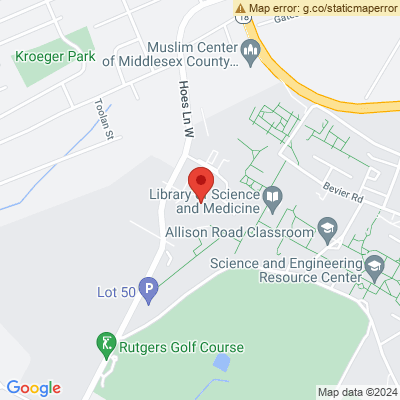 Map error: g.co/staticmaperror
Kroeger Park
Toolan St
Hoes Ln W
Muslim Center
of Middlesex County...
18
Bevier Rd
Library of Science
and Medicine
Allison Road Classroom
Science and Engineering
Resource Center
Lot 50
P
Rutgers Golf Course
Google
Map data ©2024